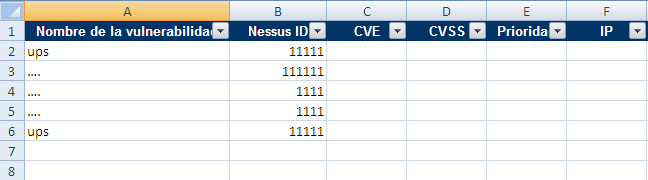 A B C D E F
1 Nombre de la vulnerabilida Nessus ID CVE CVSS Priorida IP
2 ups 11111
3 .... 111111
4 .... 1111
5 .... 1111
6 ups 11111
7
8